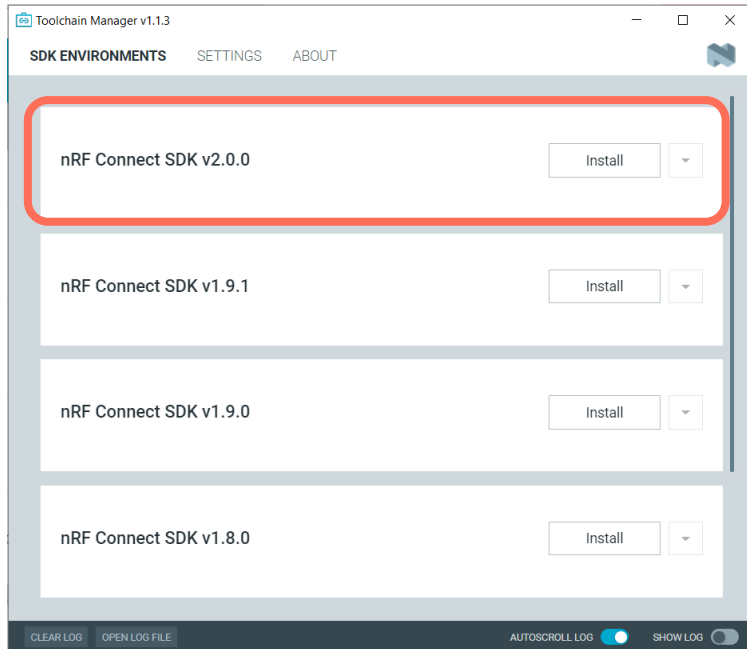 Toolchain Manager v1.1.3
SDK ENVIRONMENTS SETTINGS ABOUT
nRF Connect SDK v2.0.0 Install
nRF Connect SDK v1.9.1 Install
nRF Connect SDK v1.9.0 Install
nRF Connect SDK v1.8.0 Install
CLEAR LOG OPEN LOG FILE AUTOSCROLL LOG SHOW LOG